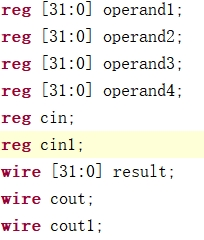 reg [31:0] operand1;
reg [31:0] operand2;
reg [31:0] operand3;
reg [31:0] operand4;
reg cin;
reg cin1;
wire [31:0] result;
wire cout;
wire cout1;